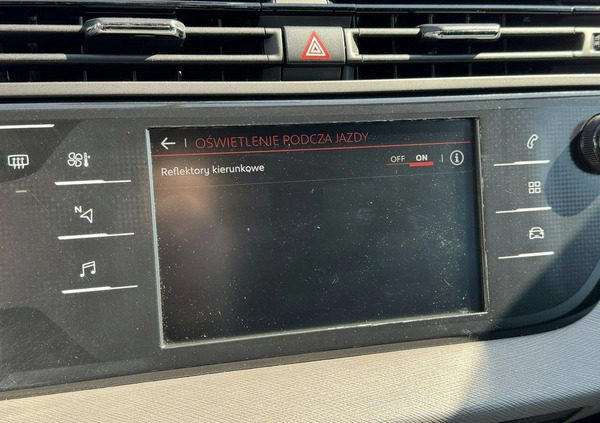 OŚWIETLENIE PODCZA JAZDY
Reflektory kierunkowe OFF ON
N